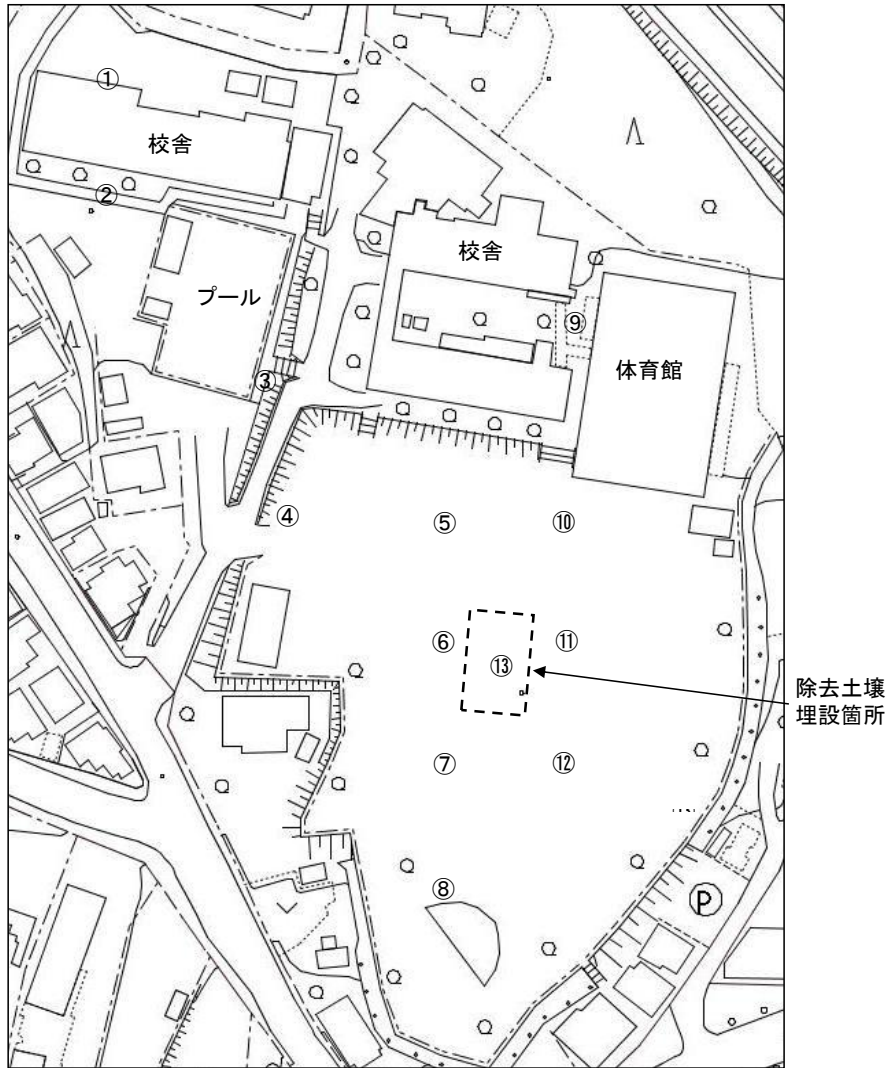 ①
校舎
②
プール
③
校舎
⑨
体育館
④
⑤
⑩
⑥
⑪
⑬
除去土壌
埋設箇所
⑦
⑫
⑧
P